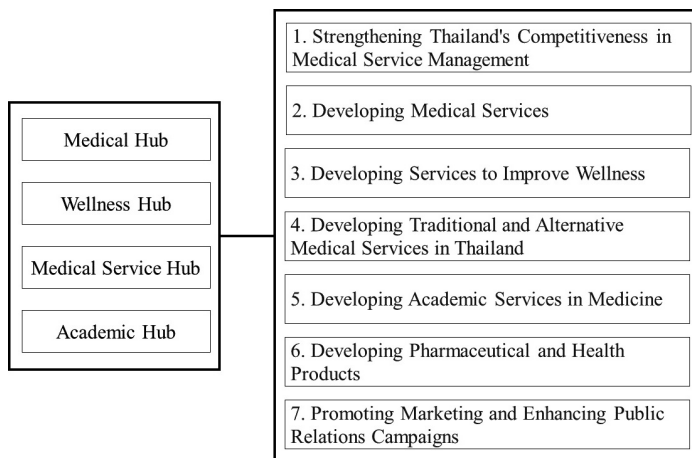 Medical Hub
Wellness Hub
Medical Service Hub
Academic Hub
1. Strengthening Thailand's Competitiveness in
Medical Service Management
2. Developing Medical Services
3. Developing Services to Improve Wellness
4. Developing Traditional and Alternative
Medical Services in Thailand
5. Developing Academic Services in Medicine
6. Developing Pharmaceutical and Health
Products
7. Promoting Marketing and Enhancing Public
Relations Campaigns